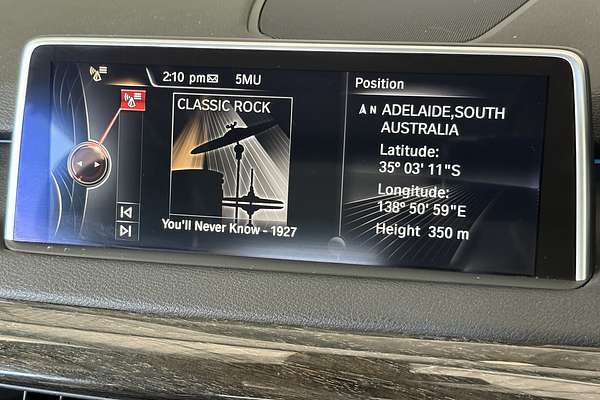 2:10 pm 5MU
CLASSIC ROCK
You'll Never Know - 1927
Position
N ADELAIDE,SOUTH
AUSTRALIA
Latitude:
35° 03' 11"S
Longitude:
138° 50' 59"E
Height 350 m